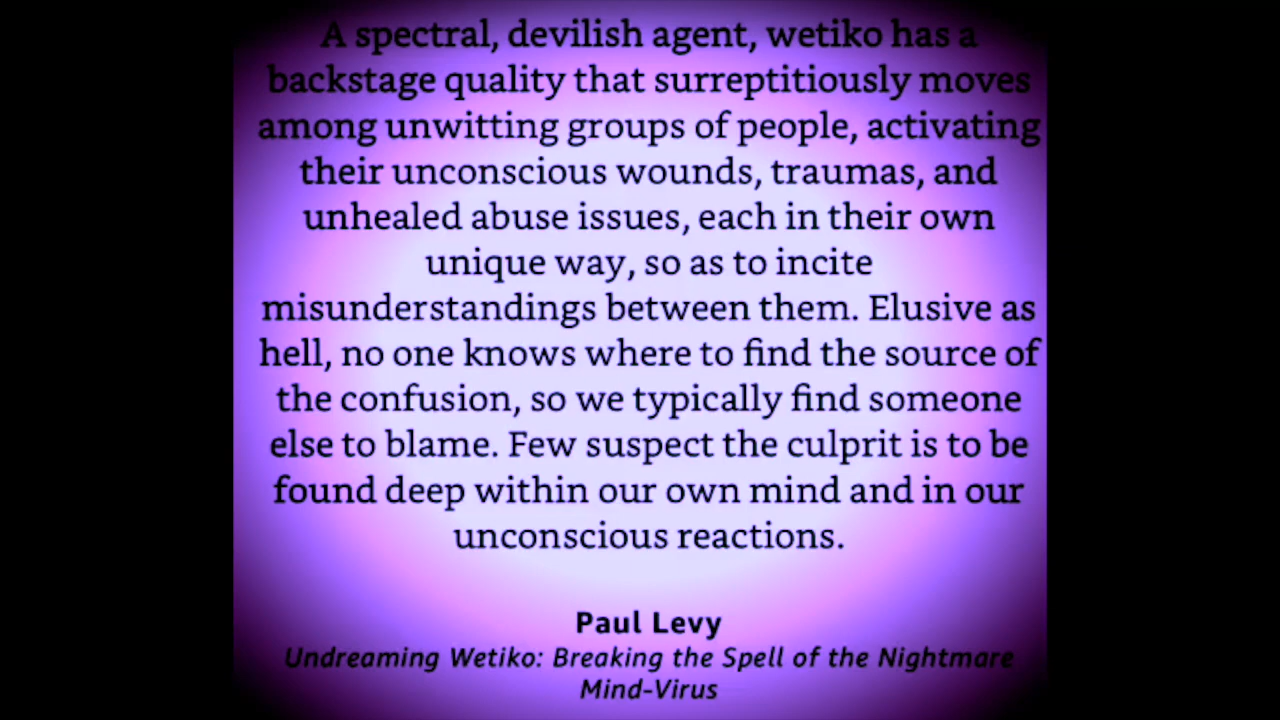 A spectral, devilish agent, wetiko has a
backstage quality that surreptitiously moves
among unwitting groups of people, activating
their unconscious wounds, traumas, and
unhealed abuse issues, each in their own
unique way, so as to incite
misunderstandings between them. Elusive as
hell, no one knows where to find the source of
the confusion, so we typically find someone
else to blame. Few suspect the culprit is to be
found deep within our own mind and in our
unconscious reactions.
Paul Levy
Undreaming Wetiko: Breaking the Spell of the Nightmare
Mind-Virus